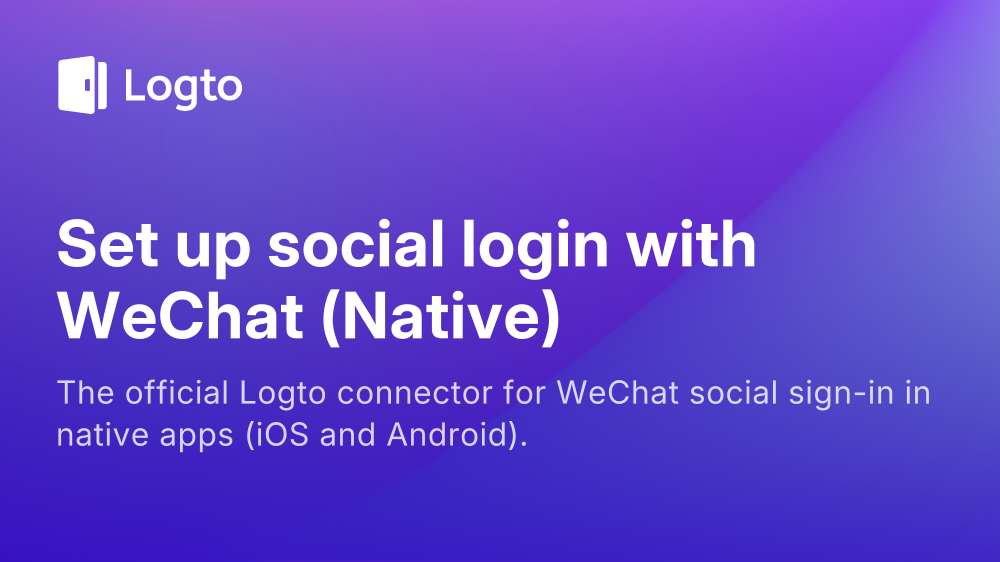 Logto
Set up social login with
WeChat (Native)
The official Logto connector for WeChat social sign-in in
native apps (iOS and Android).